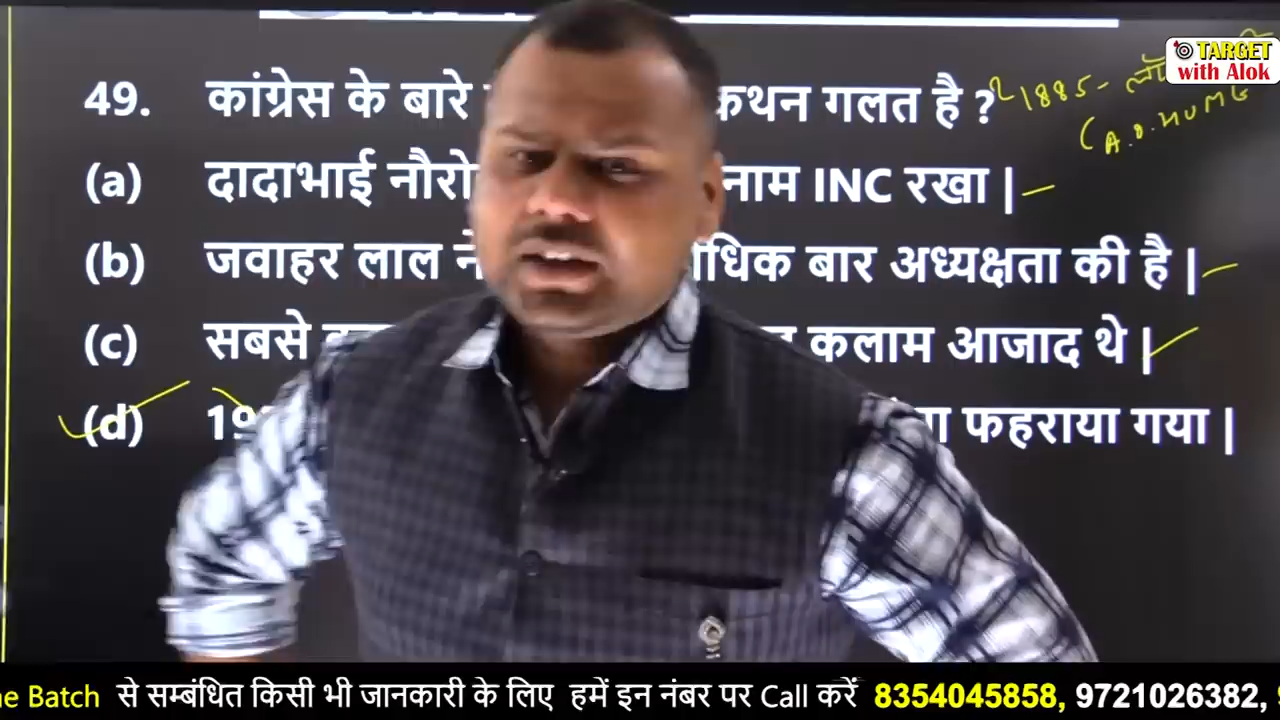 TARGET
with Alok
49. कांग्रेस के बारे कथन गलत है ?
1885 -
(A.O. HUME
(a) दादाभाई नाम INC रखा |
(b) जवाहर लाल बार अध्यक्षता की है |
(c) सबसे कलाम आजाद थे |
(d) फहराया गया |
Batch से सम्बंधित किसी भी जानकारी के लिए हमें इन नंबर पर Call करें 8354045858, 9721026382,